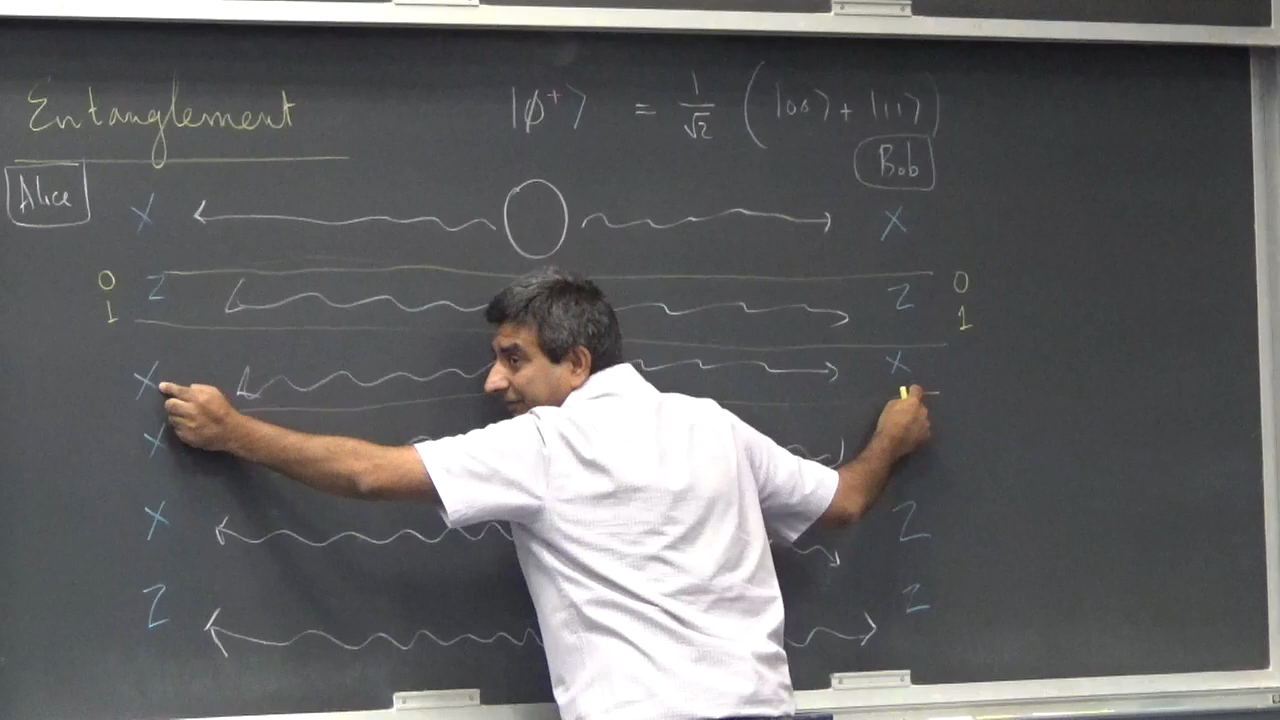 Entanglement |ϕ⁺⟩ = 1/√2 (|00⟩ + |11⟩)
Alice Bob
X X
0 Z Z 0
1 1
X X
X
X Z
Z Z